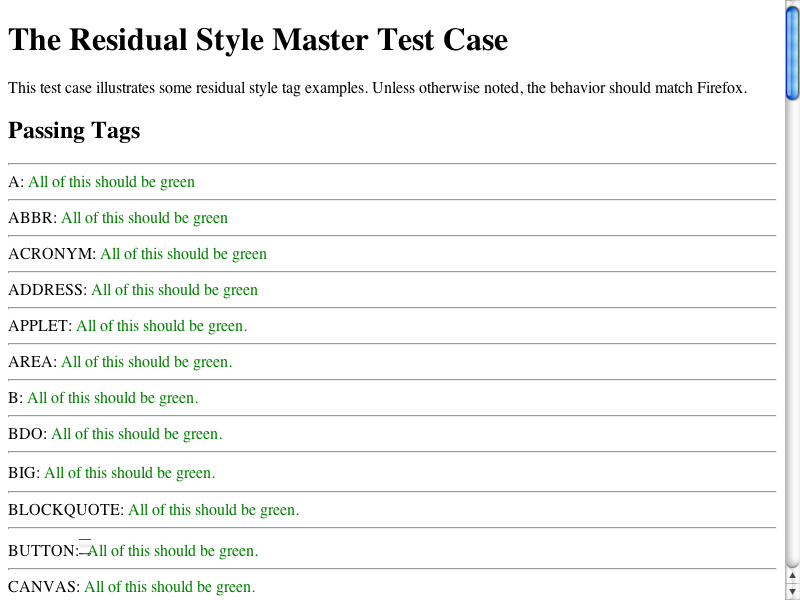 The Residual Style Master Test Case
This test case illustrates some residual style tag examples. Unless otherwise noted, the behavior should match Firefox.
Passing Tags
A: All of this should be green
ABBR: All of this should be green
ACRONYM: All of this should be green
ADDRESS: All of this should be green
APPLET: All of this should be green.
AREA: All of this should be green.
B: All of this should be green.
BDO: All of this should be green.
BIG: All of this should be green.
BLOCKQUOTE: All of this should be green.
BUTTON: All of this should be green.
CANVAS: All of this should be green.